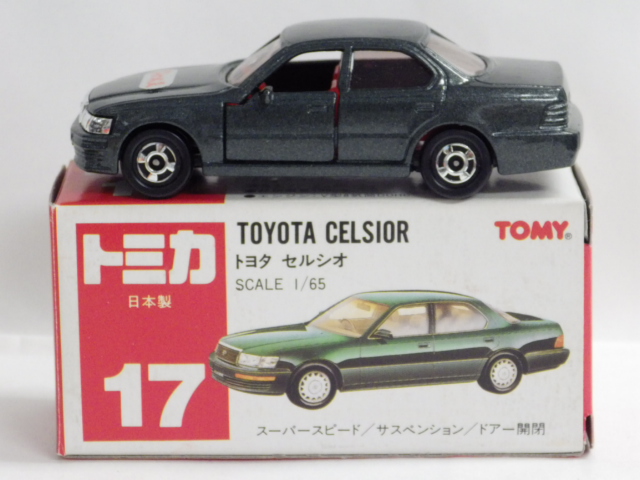 TOYOTA CELSIOR
トヨタ セルシオ
SCALE 1/65
TOMY®
トミカ
日本製
17
スーパースピード/サスペンション/ドアー開閉